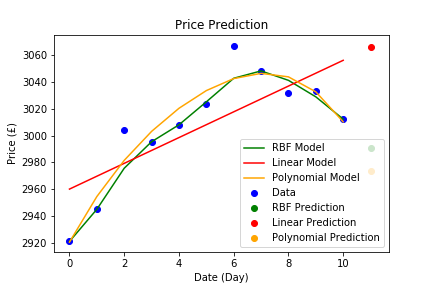 Price Prediction
3060
3040
3020
3000
2980
2960
2940
2920
Price (£)
RBF Model
Linear Model
Polynomial Model
Data
RBF Prediction
Linear Prediction
Polynomial Prediction
0 2 4 6 8 10
Date (Day)